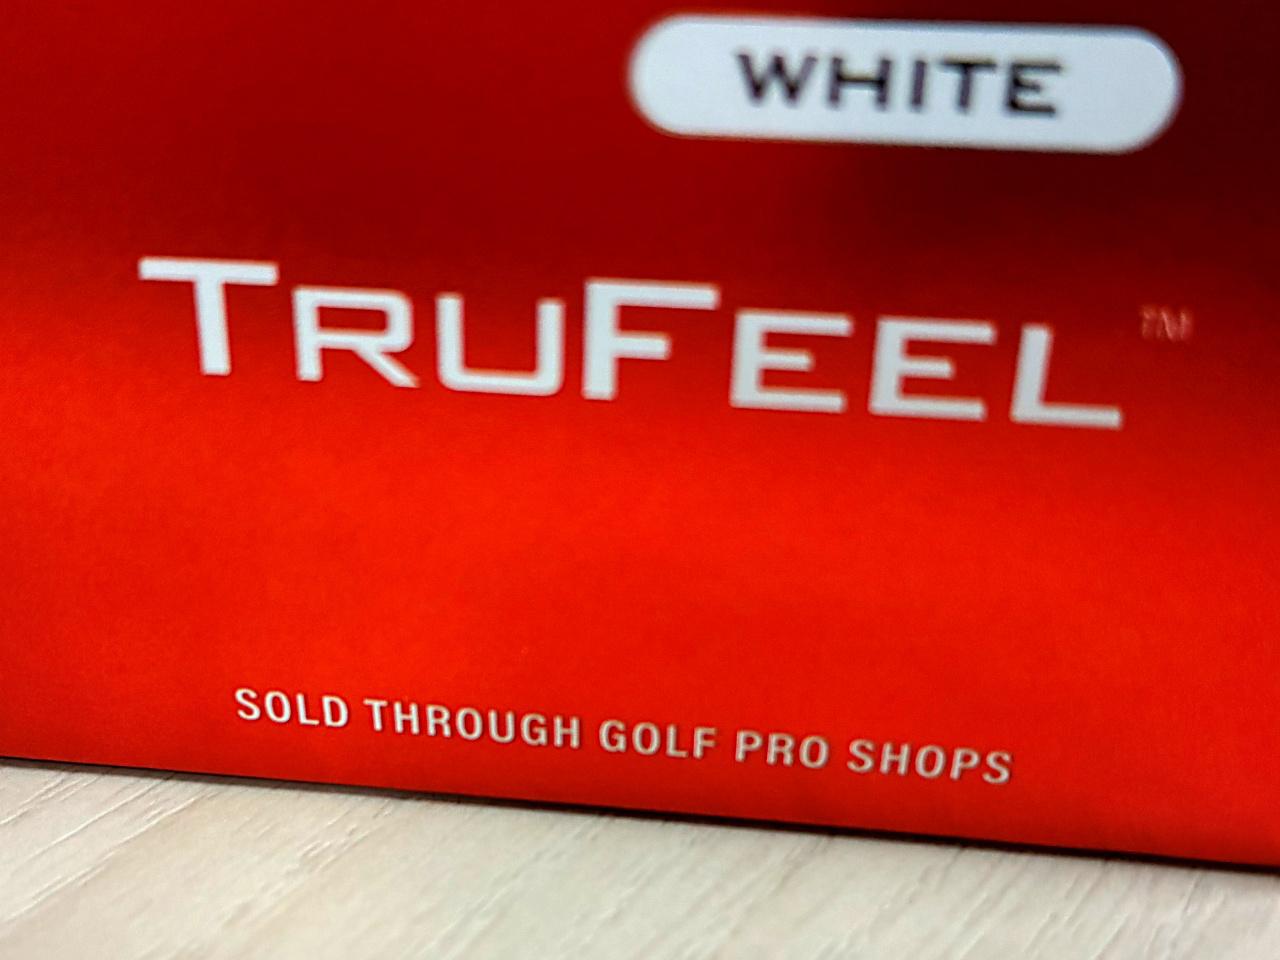 WHITE
TRUFEEL™
SOLD THROUGH GOLF PRO SHOPS